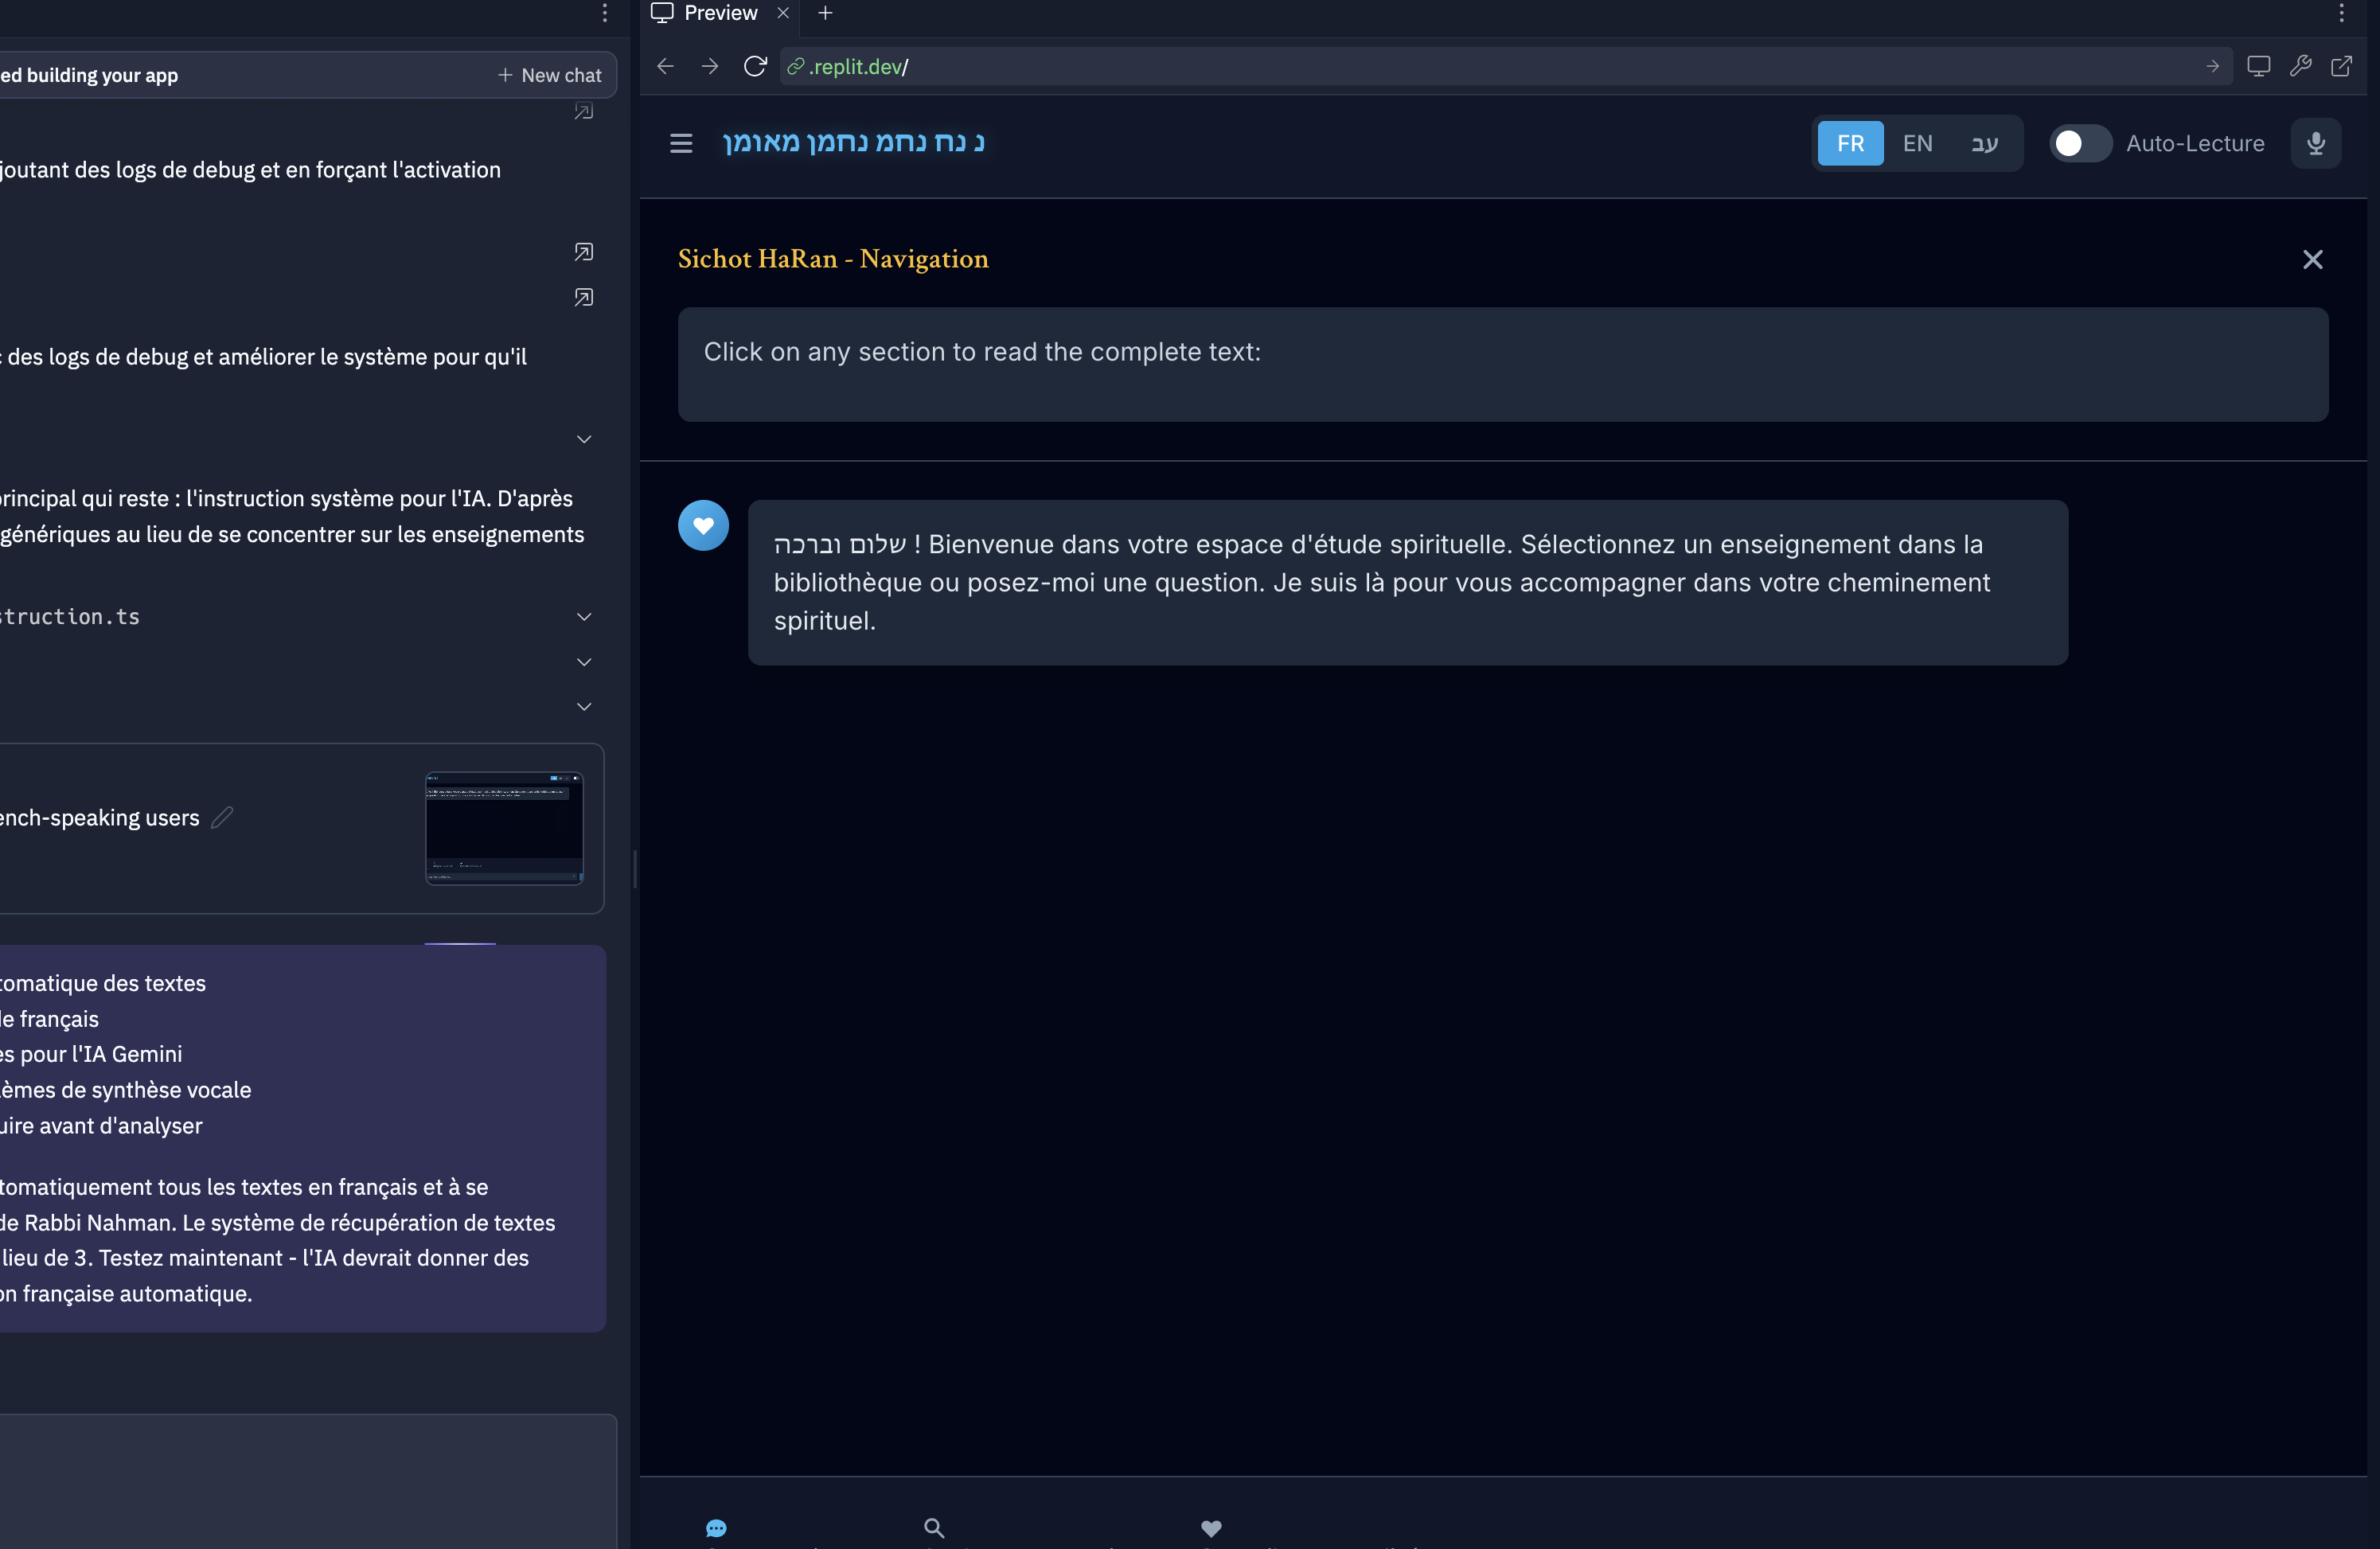 Preview
ed building your app
New chat
.replit.dev/
joutant des logs de debug et en forçant l'activation
des logs de debug et améliorer le système pour qu'il
principal qui reste : l'instruction système pour l'IA. D'après
génériques au lieu de se concentrer sur les enseignements
struction.ts
ench-speaking users
tomatique des textes
de français
es pour l'IA Gemini
lèmes de synthèse vocale
uire avant d'analyser
tomatiquement tous les textes en français et à se
de Rabbi Nahman. Le système de récupération de textes
lieu de 3. Testez maintenant - l'IA devrait donner des
on française automatique.
נ נח נחמ נחמן מאומן
FR EN עב Auto-Lecture
Sichot HaRan - Navigation
Click on any section to read the complete text:
שלום וברכה ! Bienvenue dans votre espace d'étude spirituelle. Sélectionnez un enseignement dans la
bibliothèque ou posez-moi une question. Je suis là pour vous accompagner dans votre cheminement
spirituel.